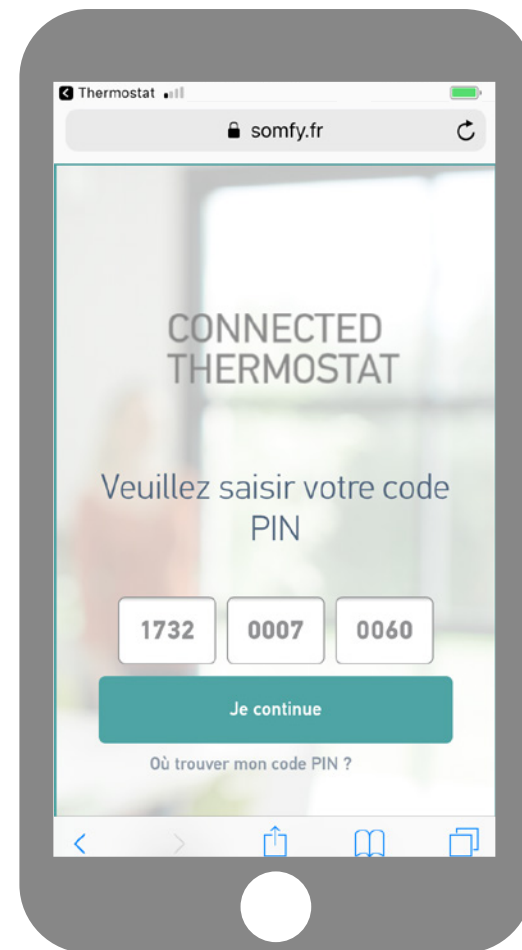 Thermostat
somfy.fr
CONNECTED
THERMOSTAT
Veuillez saisir votre code
PIN
1732 0007 0060
Je continue
Où trouver mon code PIN ?